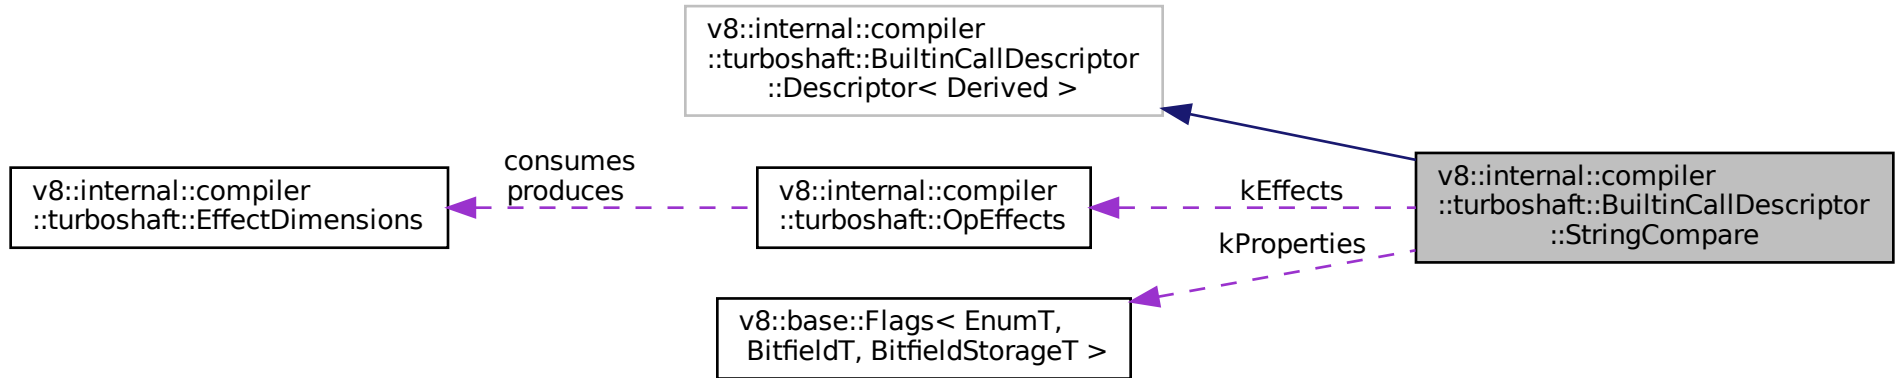 v8::internal::compiler
::turboshaft::BuiltinCallDescriptor
::Descriptor< Derived >
v8::internal::compiler
::turboshaft::EffectDimensions
consumes
produces
v8::internal::compiler
::turboshaft::OpEffects
kEffects
kProperties
v8::internal::compiler
::turboshaft::BuiltinCallDescriptor
::StringCompare
v8::base::Flags< EnumT,
BitfieldT, BitfieldStorageT >